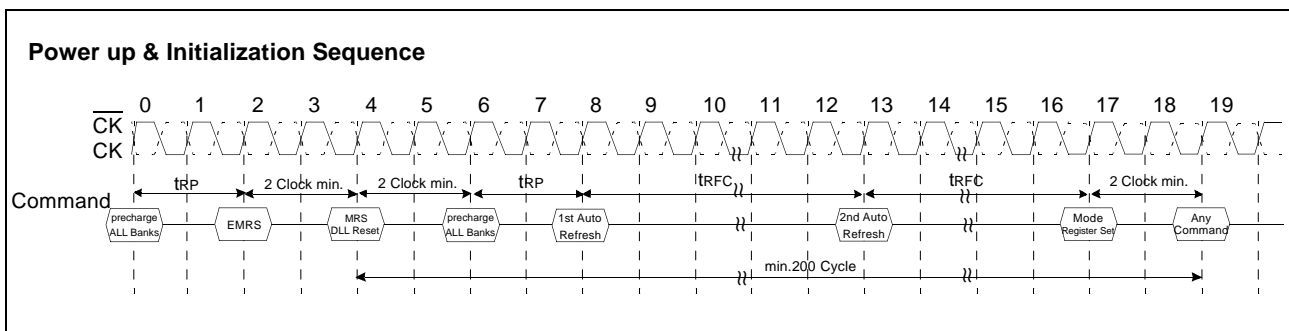 Power up & Initialization Sequence
0 1 2 3 4 5 6 7 8 9 10 11 12 13 14 15 16 17 18 19
CK
CK
tRP 2 Clock min. 2 Clock min. tRP tRFC tRFC 2 Clock min.
Command
precharge
ALL Banks
EMRS
MRS
DLL Reset
precharge
ALL Banks
1st Auto
Refresh
2nd Auto
Refresh
Mode
Register Set
Any
Command
min.200 Cycle